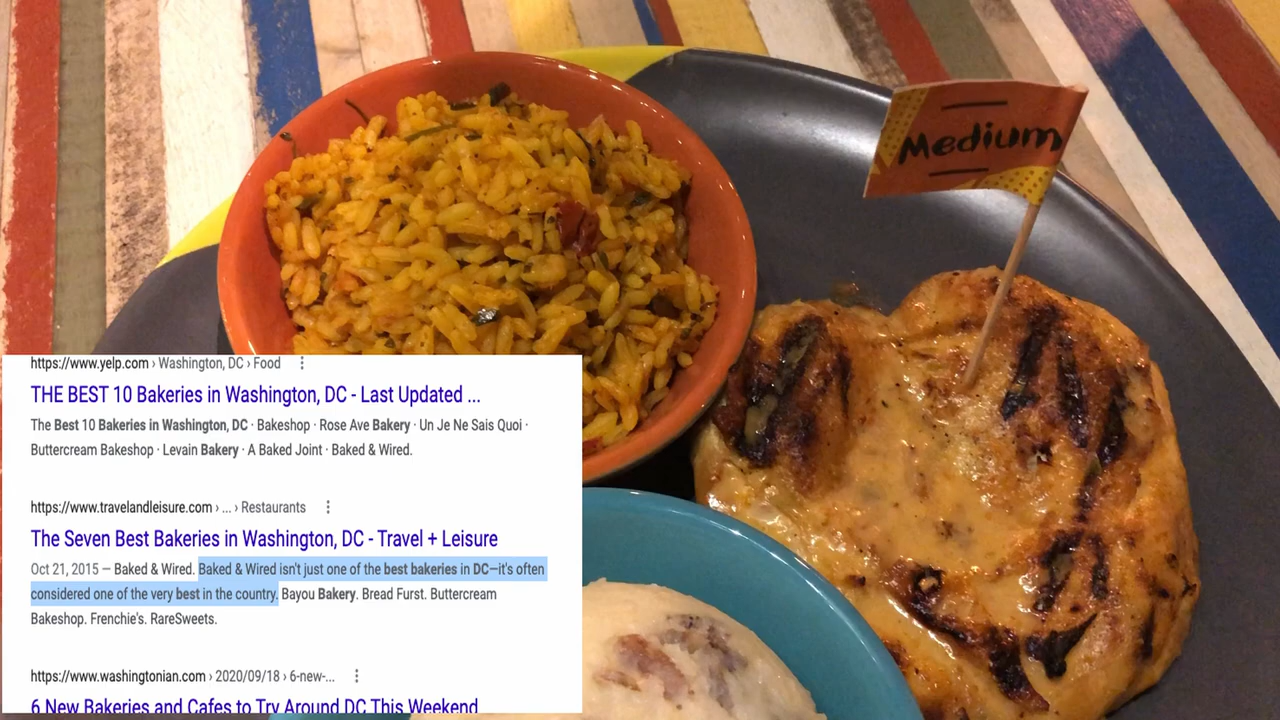 Medium
https://www.yelp.com › Washington, DC › Food
THE BEST 10 Bakeries in Washington, DC - Last Updated ...
The Best 10 Bakeries in Washington, DC · Bakeshop · Rose Ave Bakery · Un Je Ne Sais Quoi ·
Buttercream Bakeshop · Levain Bakery · A Baked Joint · Baked & Wired.
https://www.travelandleisure.com › ... › Restaurants
The Seven Best Bakeries in Washington, DC - Travel + Leisure
Oct 21, 2015 — Baked & Wired. Baked & Wired isn't just one of the best bakeries in DC—it's often
considered one of the very best in the country. Bayou Bakery. Bread Furst. Buttercream
Bakeshop. Frenchie's. RareSweets.
https://www.washingtonian.com › 2020/09/18 › 6-new-...
6 New Bakeries and Cafes to Try Around DC This Weekend